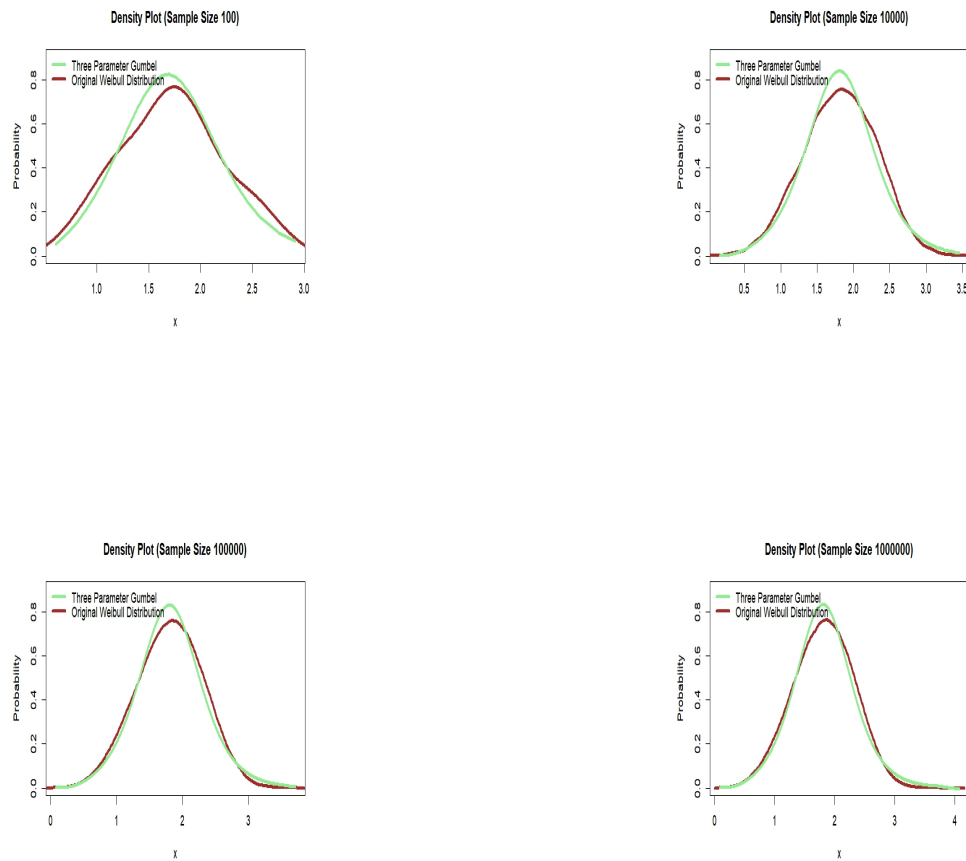 Density Plot (Sample Size 100)
Three Parameter Gumbel
Original Weibull Distribution
Probability
0.0 0.2 0.4 0.6 0.8
1.0 1.5 2.0 2.5 3.0
x
Density Plot (Sample Size 10000)
Three Parameter Gumbel
Original Weibull Distribution
Probability
0.0 0.2 0.4 0.6 0.8
0.5 1.0 1.5 2.0 2.5 3.0 3.5
x
Density Plot (Sample Size 100000)
Three Parameter Gumbel
Original Weibull Distribution
Probability
0.0 0.2 0.4 0.6 0.8
0 1 2 3
x
Density Plot (Sample Size 1000000)
Three Parameter Gumbel
Original Weibull Distribution
Probability
0.0 0.2 0.4 0.6 0.8
0 1 2 3 4
x